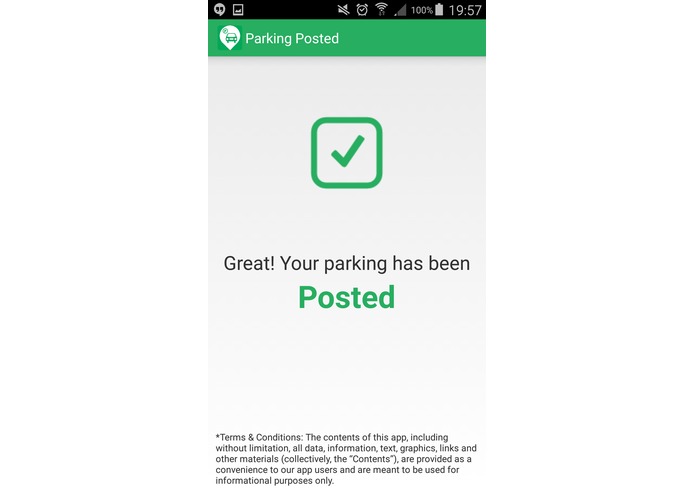 100% 19:57
Parking Posted
Great! Your parking has been
Posted
*Terms & Conditions: The contents of this app, including
without limitation, all data, information, text, graphics, links and
other materials (collectively, the “Contents”), are provided as a
convenience to our app users and are meant to be used for
informational purposes only.